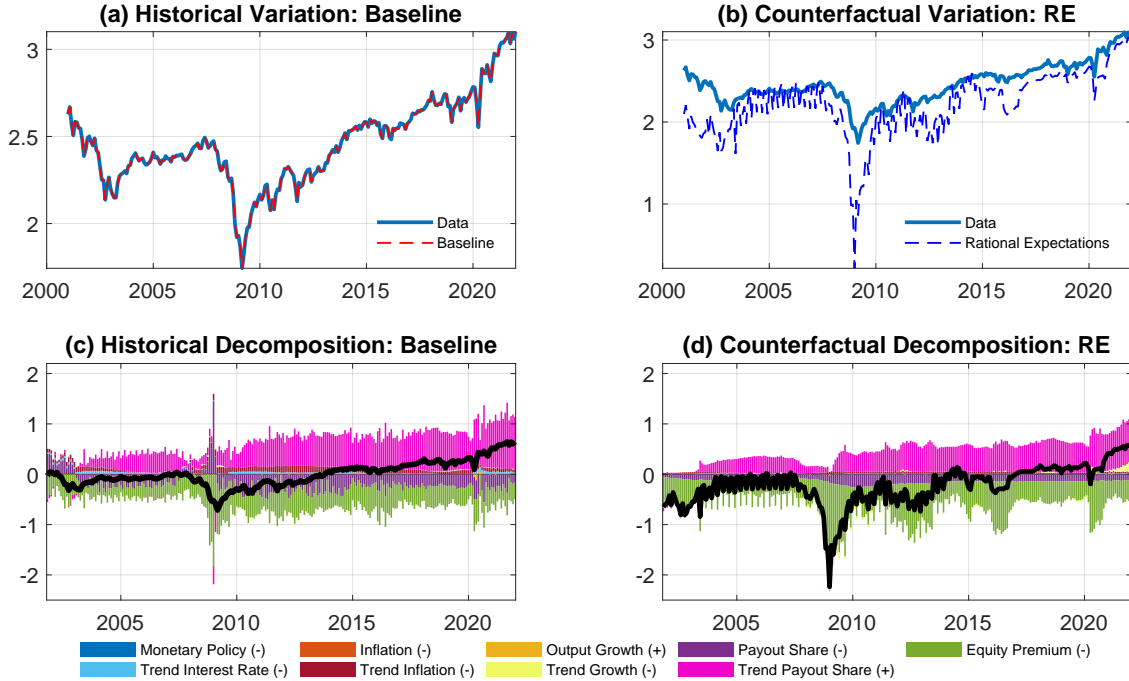 (a) Historical Variation: Baseline
3
2.5
2
Data
Baseline
2000 2005 2010 2015 2020
(b) Counterfactual Variation: RE
3
2
1
Data
Rational Expectations
2000 2005 2010 2015 2020
(c) Historical Decomposition: Baseline
2
1
0
-1
-2
2005 2010 2015 2020
(d) Counterfactual Decomposition: RE
2
1
0
-1
-2
2005 2010 2015 2020
Monetary Policy (-) Inflation (-) Output Growth (+) Payout Share (-) Equity Premium (-)
Trend Interest Rate (-) Trend Inflation (-) Trend Growth (-) Trend Payout Share (+)